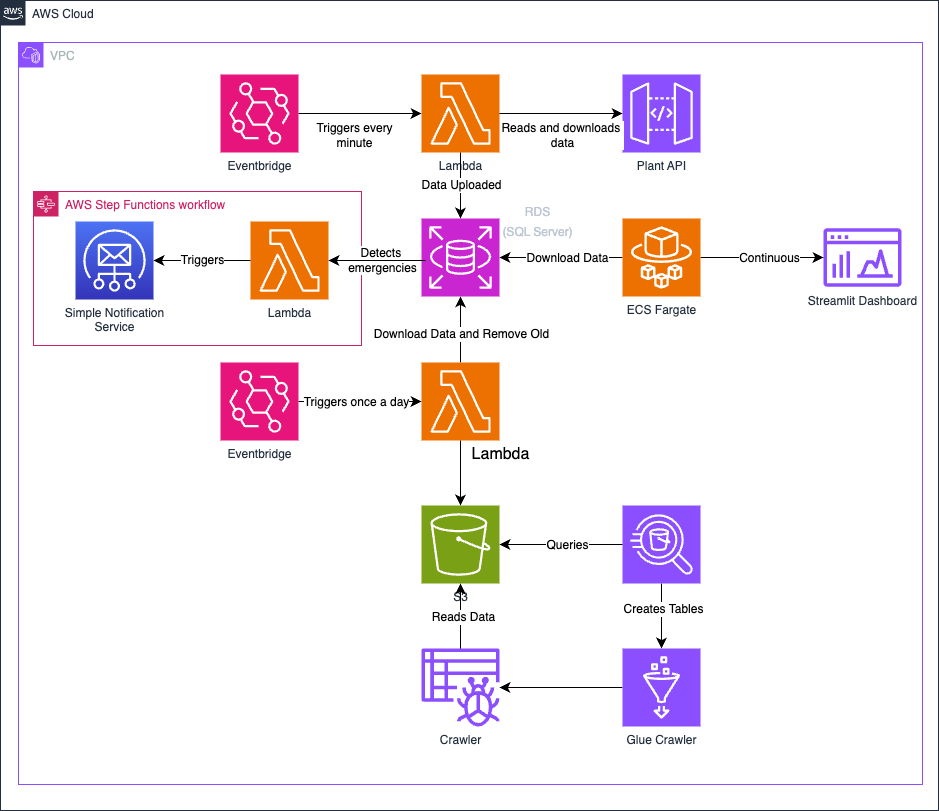 aws
AWS Cloud
VPC
Triggers every
minute
Reads and downloads
data
Eventbridge
Lambda
Plant API
Data Uploaded
AWS Step Functions workflow
RDS
(SQL Server)
Triggers
Detects
emergencies
Download Data
Continuous
Simple Notification
Service
Lambda
ECS Fargate
Streamlit Dashboard
Download Data and Remove Old
Triggers once a day
Eventbridge
Lambda
Queries
S3
Reads Data
Creates Tables
Crawler
Glue Crawler